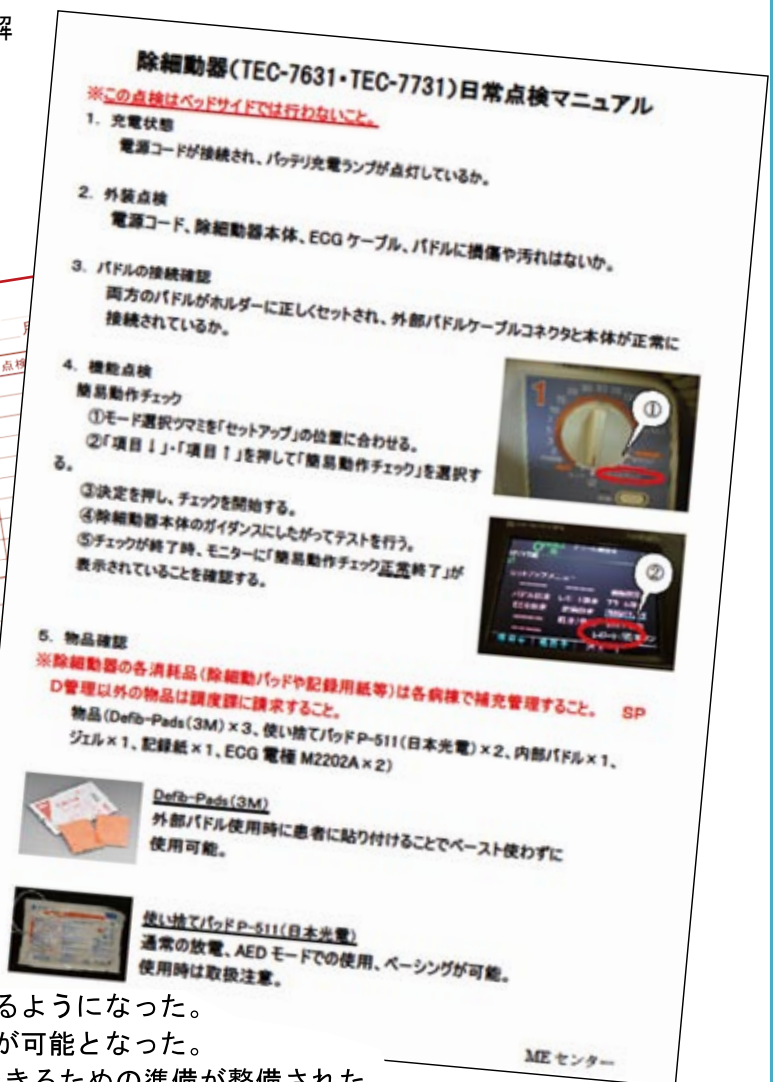 解
除細動器(TEC-7631・TEC-7731)日常点検マニュアル
※この点検はベッドサイドでは行わないこと。
1. 充電状態
電源コードが接続され、バッテリ充電ランプが点灯しているか。
2. 外装点検
電源コード、除細動器本体、ECG ケーブル、パドルに損傷や汚れはないか。
3. パドルの接続確認
両方のパドルがホルダーに正しくセットされ、外部パドルケーブルコネクタと本体が正常に
接続されているか。
点検
4. 機能点検
簡易動作チェック
①モード選択ツマミを「セットアップ」の位置に合わせる。
②「項目↓」・「項目↑」を押して「簡易動作チェック」を選択す
る。
③決定を押し、チェックを開始する。
④除細動器本体のガイダンスにしたがってテストを行う。
⑤チェックが終了時、モニターに「簡易動作チェック正常終了」が
表示されていることを確認する。
1
①
②
5. 物品確認
※除細動器の各消耗品(除細動パッドや記録用紙等)は各病棟で補充管理すること。 SP
D管理以外の物品は調度課に請求すること。
物品(Defib-Pads(3M)×3、使い捨てパッド P-511(日本光電)×2、内部パドル×1、
ジェル×1、記録紙×1、ECG 電極 M2202A×2)
Defib-Pads(3M)
外部パドル使用時に患者に貼り付けることでペースト使わずに
使用可能。
使い捨てパッド P-511(日本光電)
通常の放電、AED モードでの使用、ペーシングが可能。
使用時は取扱注意。
るようになった。
が可能となった。
きるための準備が整備された
ME センター